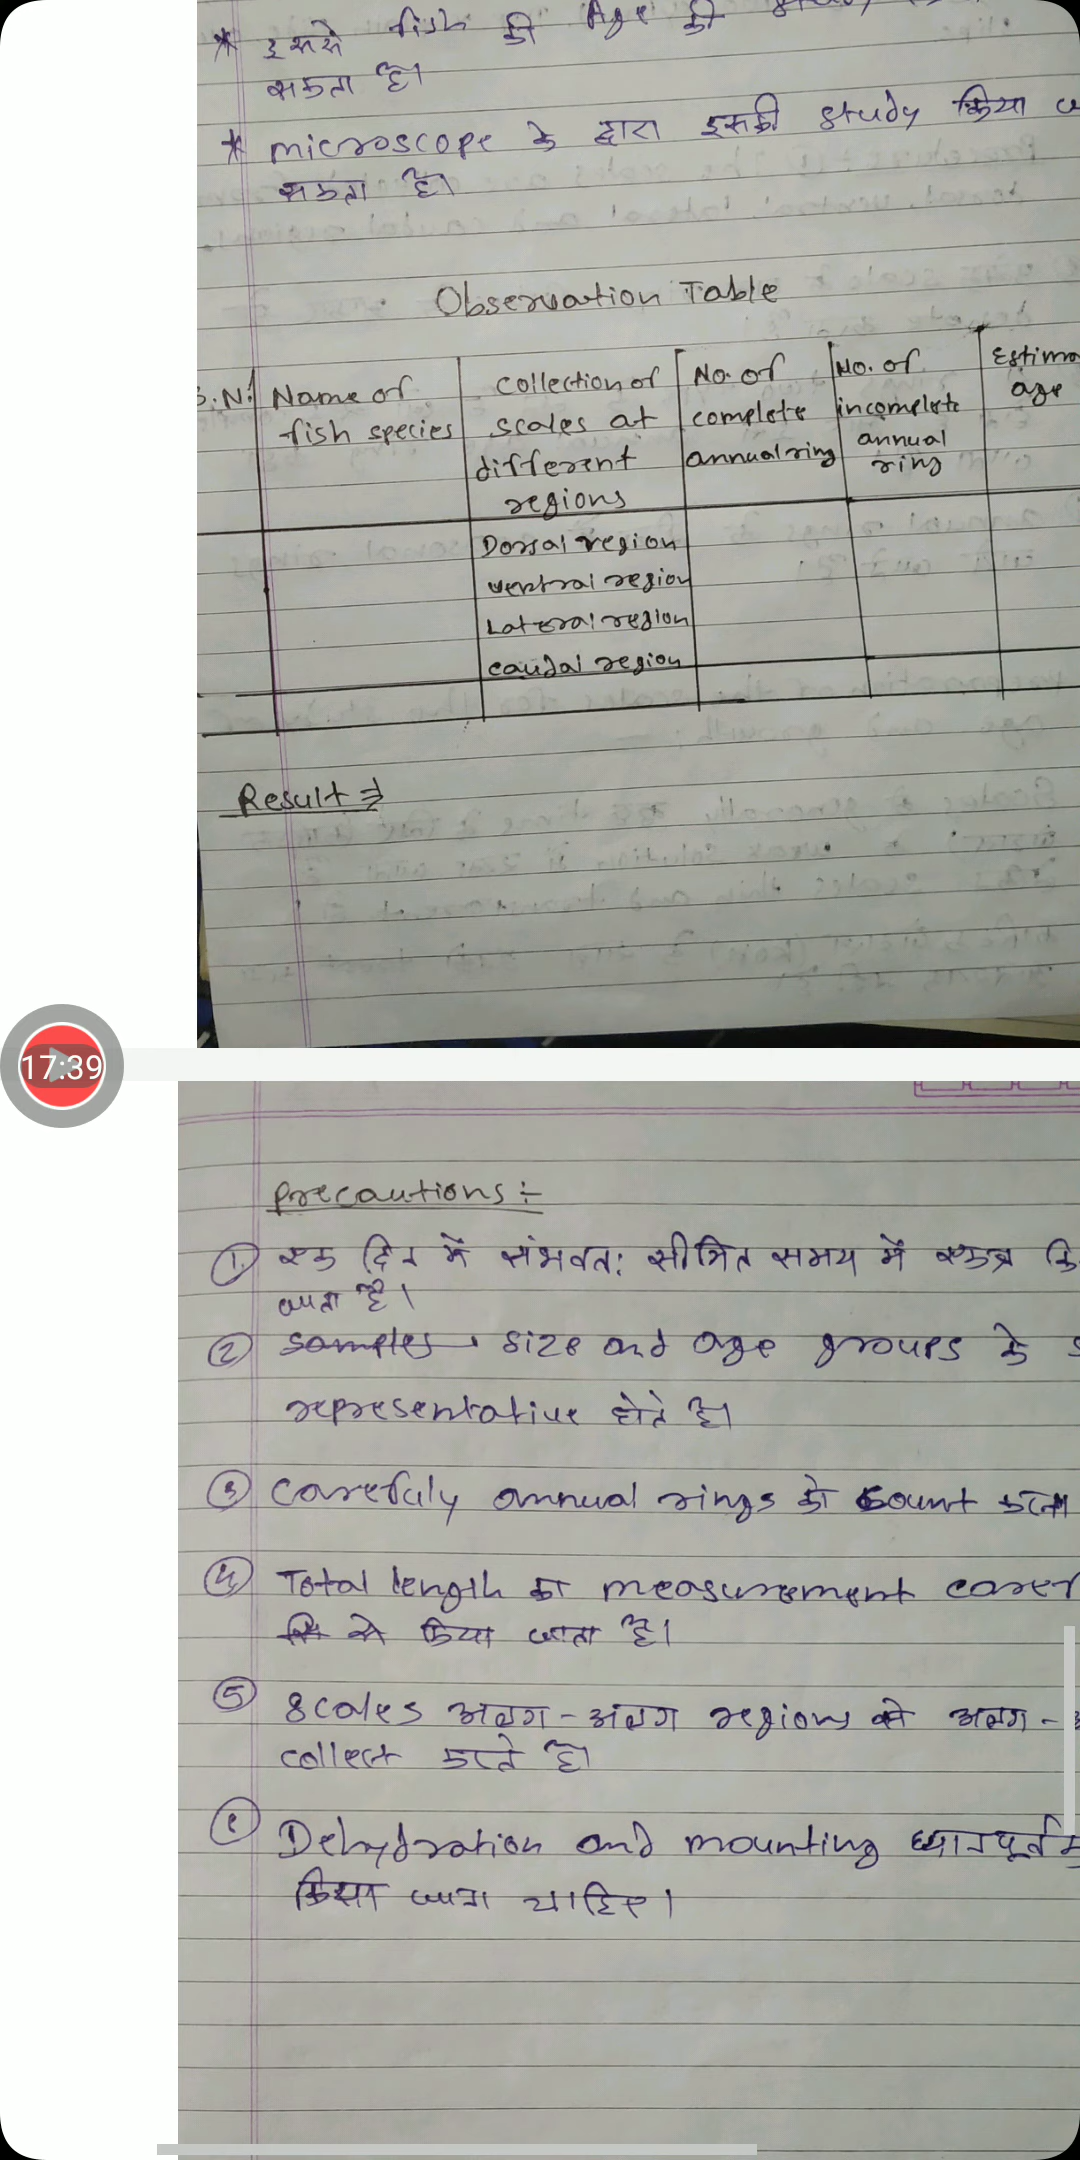 * इससे fish की Age की
सकता है।
* microscope के द्वारा इसकी study किया
सकता है।
Observation Table
S.N. Name of fish species
Collection of scales at different regions
No. of complete annual ring
No. of incomplete annual ring
Estima
age
Dorsal region
ventral region
Lateral region
caudal region
Result ⇒
17:39
Precautions :-
① एक दिन में संभवत: सीमित समय में एकत्र कि
जाता है।
② samples size and age groups के
representative होते है।
③ Carefuly annual rings को count करना
④ Total length का measurement caref
से किया जाता है।
⑤ Scales अलग-अलग regions से अलग-
collect करते है।
Dehydration and mounting ध्यानपूर्वक
किया जाना चाहिए।